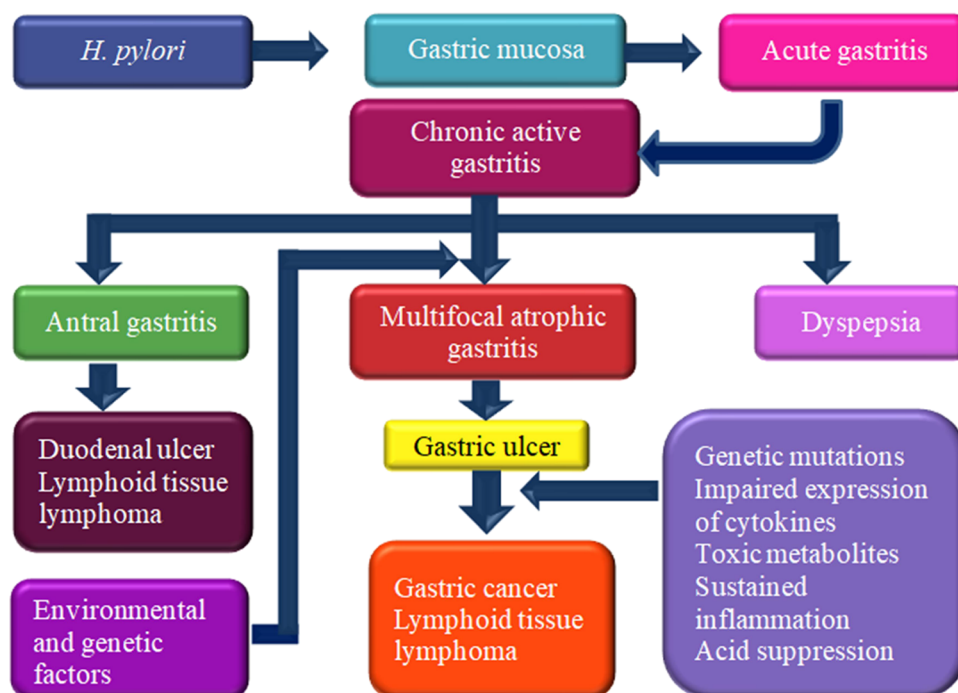 H. pylori
Gastric mucosa
Acute gastritis
Chronic active
gastritis
Antral gastritis
Multifocal atrophic
gastritis
Dyspepsia
Duodenal ulcer
Lymphoid tissue
lymphoma
Gastric ulcer
Genetic mutations
Impaired expression
of cytokines
Toxic metabolites
Sustained
inflammation
Acid suppression
Environmental
and genetic
factors
Gastric cancer
Lymphoid tissue
lymphoma